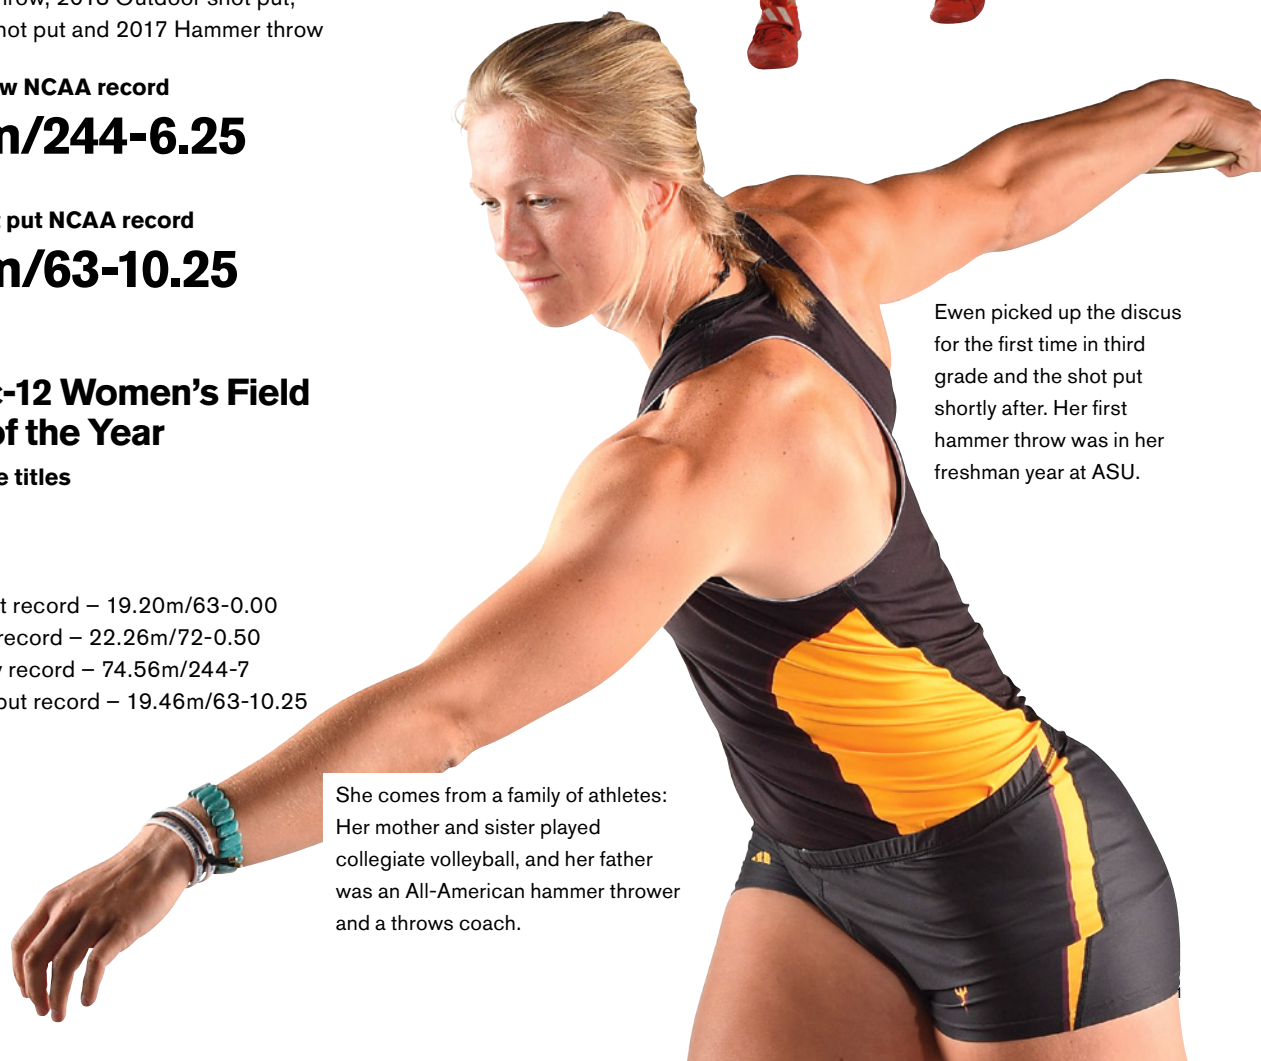 hrow, 2018 Outdoor shot put,
hot put and 2017 Hammer throw
w NCAA record
m/244-6.25
t put NCAA record
m/63-10.25
c-12 Women’s Field
of the Year
e titles
t record – 19.20m/63-0.00
record – 22.26m/72-0.50
w record – 74.56m/244-7
out record – 19.46m/63-10.25
Ewen picked up the discus
for the first time in third
grade and the shot put
shortly after. Her first
hammer throw was in her
freshman year at ASU.
She comes from a family of athletes:
Her mother and sister played
collegiate volleyball, and her father
was an All-American hammer thrower
and a throws coach.